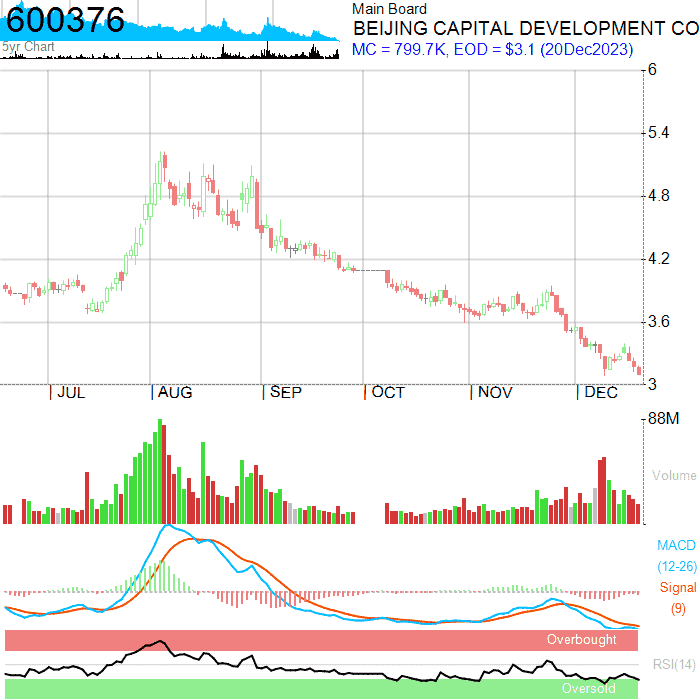 600376
5yr Chart
Main Board
BEIJING CAPITAL DEVELOPMENT CO
MC = 799.7K, EOD = $3.1 (20Dec2023)
6
5.4
4.8
4.2
3.6
3
JUL AUG SEP OCT NOV DEC
88M
Volume
MACD
(12-26)
Signal
(9)
Overbought
RSI(14)
Oversold